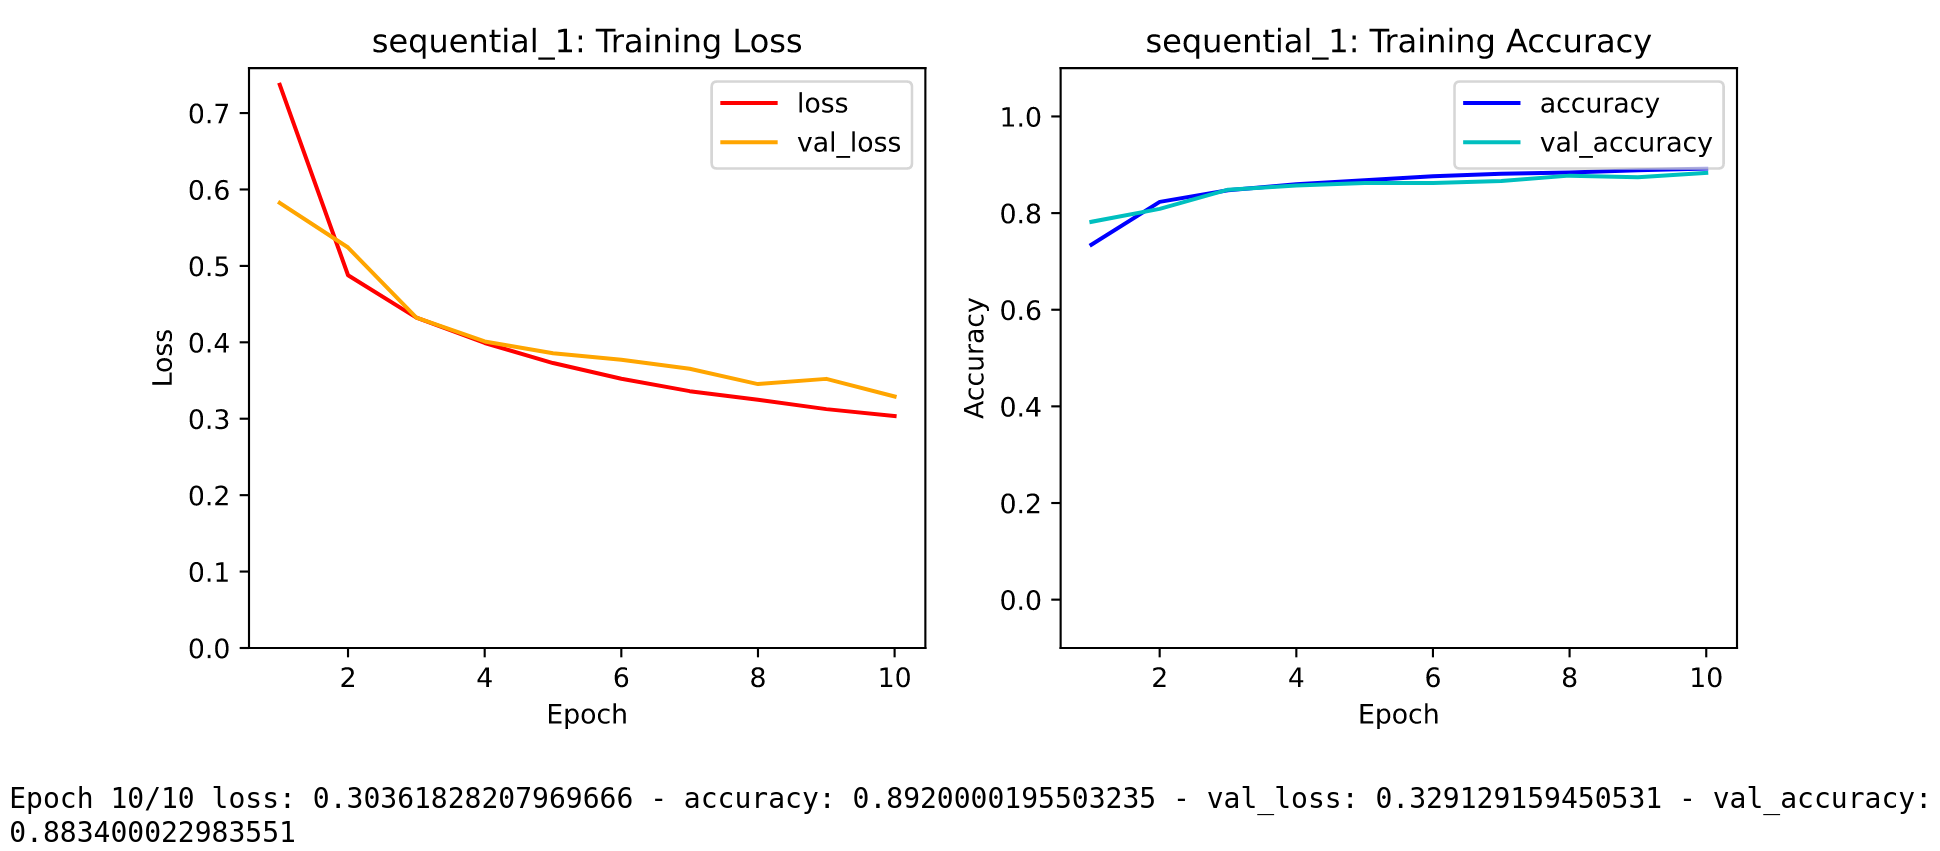 sequential_1: Training Loss
loss
val_loss
0.7
0.6
0.5
0.4
0.3
0.2
0.1
0.0
Loss
2 4 6 8 10
Epoch
sequential_1: Training Accuracy
accuracy
val_accuracy
1.0
0.8
0.6
0.4
0.2
0.0
Accuracy
2 4 6 8 10
Epoch
Epoch 10/10 loss: 0.30361828207969666 - accuracy: 0.8920000195503235 - val_loss: 0.329129159450531 - val_accuracy:
0.883400022983551